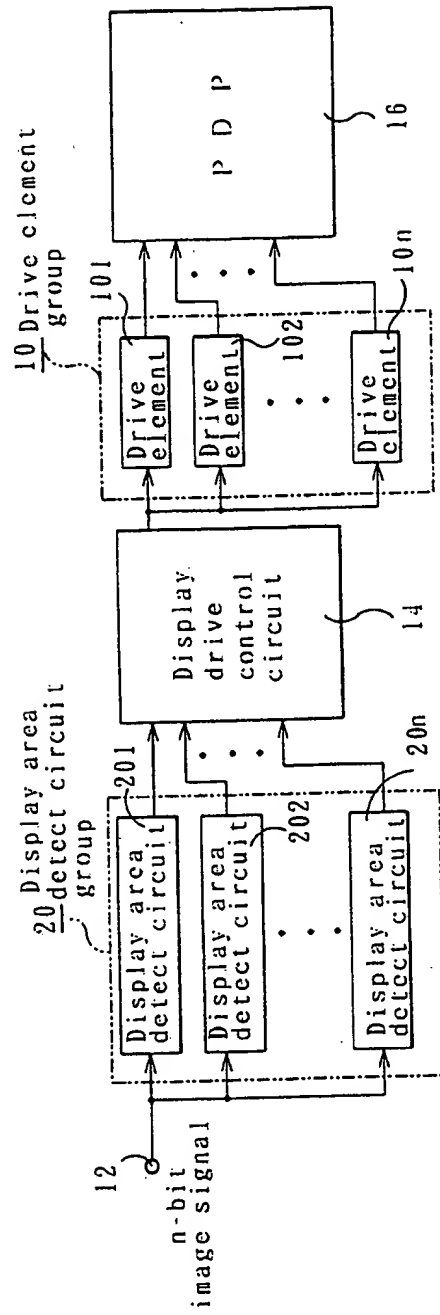 12
n-bit
image signal
20 Display area
detect circuit
group
Display area
detect circuit
201
Display area
detect circuit
202
Display area
detect circuit
20n
Display
drive
control
circuit
14
10 Drive element
group
101
Drive
element
102
Drive
element
10n
Drive
element
P D P
16